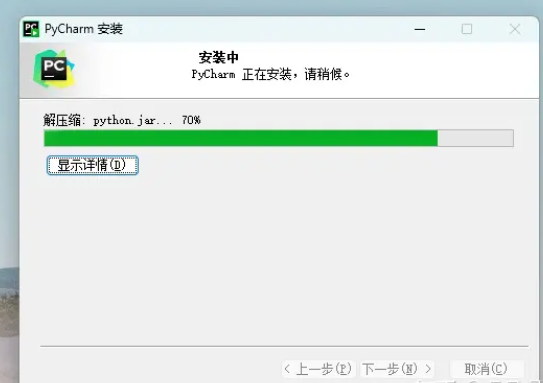 PyCharm 安装
PC
安装中
PyCharm 正在安装，请稍候。
解压缩: python.jar... 70%
显示详情(D)
< 上一步(P)
下一步(N) >
取消(C)